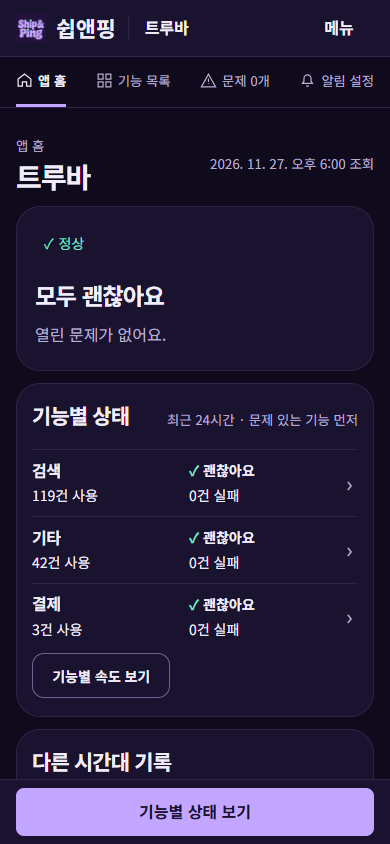 Ship&Ping 쉽앤핑 트루바 메뉴
앱 홈 기능 목록 문제 0개 알림 설정
앱 홈
트루바
2026. 11. 27. 오후 6:00 조회
✓ 정상
모두 괜찮아요
열린 문제가 없어요.
기능별 상태
최근 24시간 · 문제 있는 기능 먼저
검색 ✓ 괜찮아요
119건 사용 0건 실패
기타 ✓ 괜찮아요
42건 사용 0건 실패
결제 ✓ 괜찮아요
3건 사용 0건 실패
기능별 속도 보기
다른 시간대 기록
기능별 상태 보기